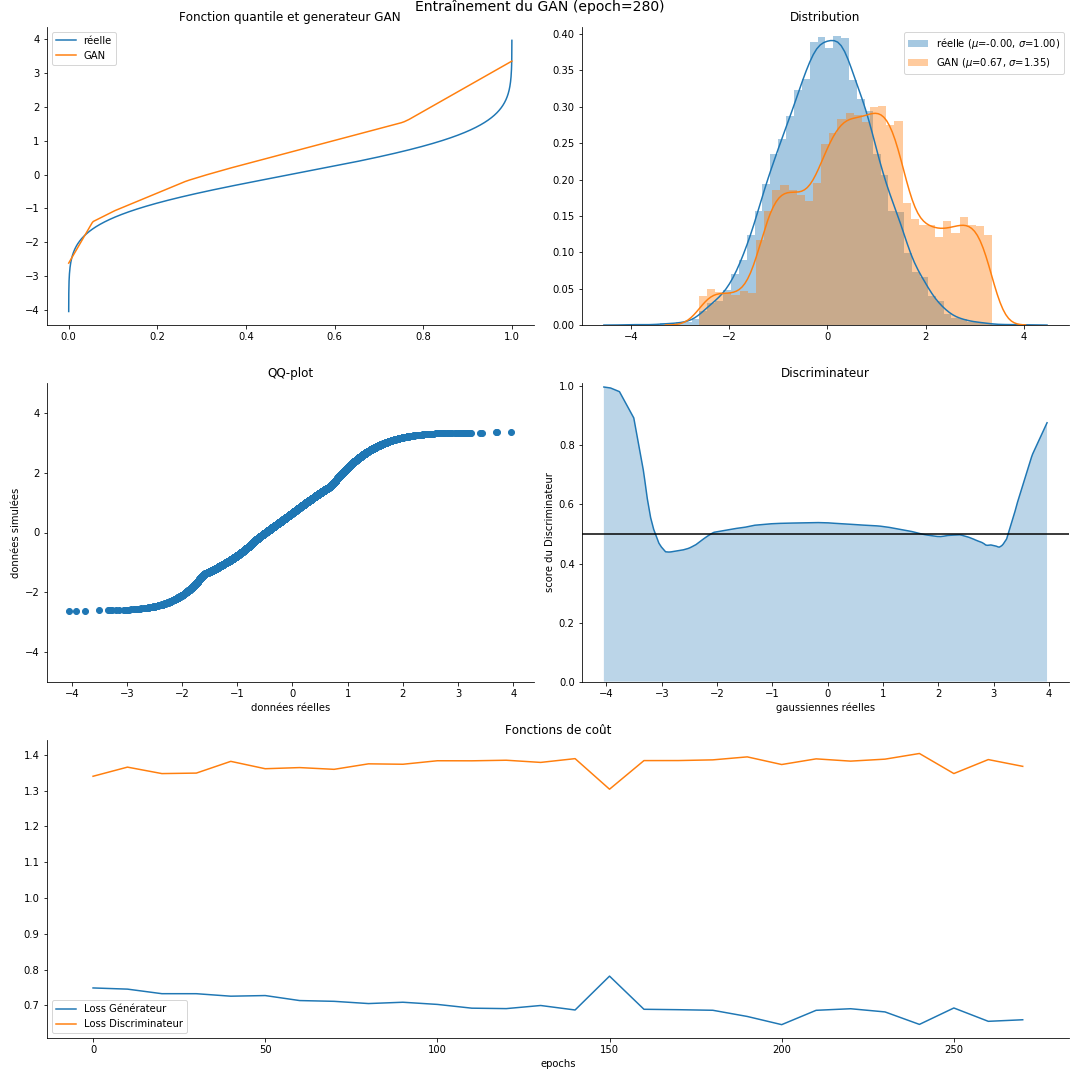 Entraînement du GAN (epoch=280)
Fonction quantile et generateur GAN
réelle
GAN
4
3
2
1
0
−1
−2
−3
−4
0.0 0.2 0.4 0.6 0.8 1.0
Distribution
réelle (μ=-0.00, σ=1.00)
GAN (μ=0.67, σ=1.35)
0.40
0.35
0.30
0.25
0.20
0.15
0.10
0.05
0.00
−4 −2 0 2 4
QQ-plot
données simulées
4
2
0
−2
−4
−4 −3 −2 −1 0 1 2 3 4
données réelles
Discriminateur
score du Discriminateur
1.0
0.8
0.6
0.4
0.2
0.0
−4 −3 −2 −1 0 1 2 3 4
gaussiennes réelles
Fonctions de coût
1.4
1.3
1.2
1.1
1.0
0.9
0.8
0.7
Loss Générateur
Loss Discriminateur
0 50 100 150 200 250
epochs